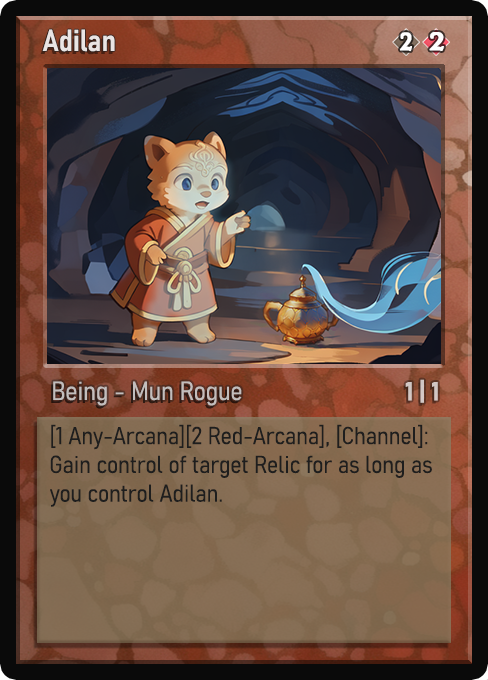 Adilan 2 2
Being - Mun Rogue 1|1
[1 Any-Arcana][2 Red-Arcana], [Channel]:
Gain control of target Relic for as long as
you control Adilan.